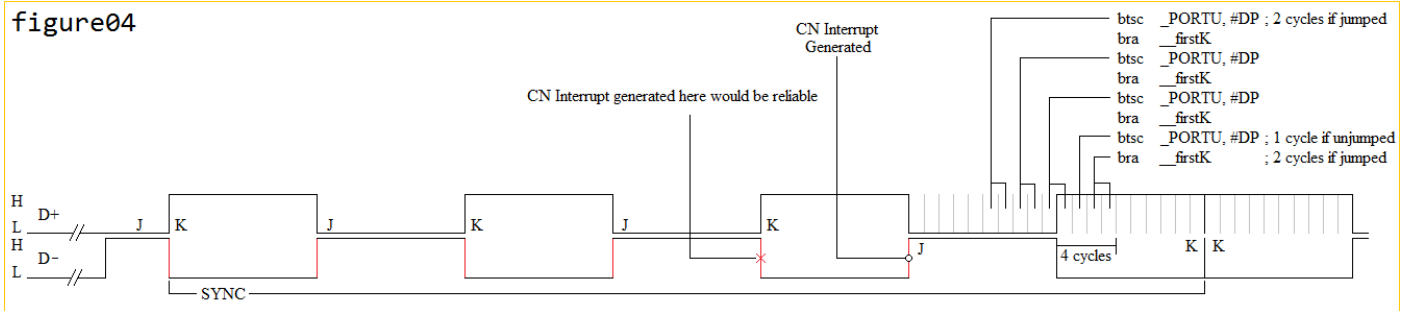 figure04
CN Interrupt
Generated
CN Interrupt generated here would be reliable
btsc _PORTU, #DP ; 2 cycles if jumped
bra __firstK
btsc _PORTU, #DP
bra __firstK
btsc _PORTU, #DP
bra __firstK
btsc _PORTU, #DP ; 1 cycle if unjumped
bra __firstK ; 2 cycles if jumped
H
L D+ J K J K J K
H
L D− J K K
4 cycles
SYNC